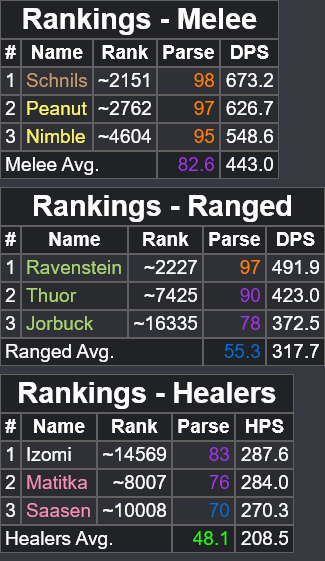 Rankings - Melee
# Name Rank Parse DPS
1 Schnils ~2151 98 673.2
2 Peanut ~2762 97 626.7
3 Nimble ~4604 95 548.6
Melee Avg. 82.6 443.0
Rankings - Ranged
# Name Rank Parse DPS
1 Ravenstein ~2227 97 491.9
2 Thuor ~7425 90 423.0
3 Jorbuck ~16335 78 372.5
Ranged Avg. 55.3 317.7
Rankings - Healers
# Name Rank Parse HPS
1 Izomi ~14569 83 287.6
2 Matitka ~8007 76 284.0
3 Saasen ~10008 70 270.3
Healers Avg. 48.1 208.5